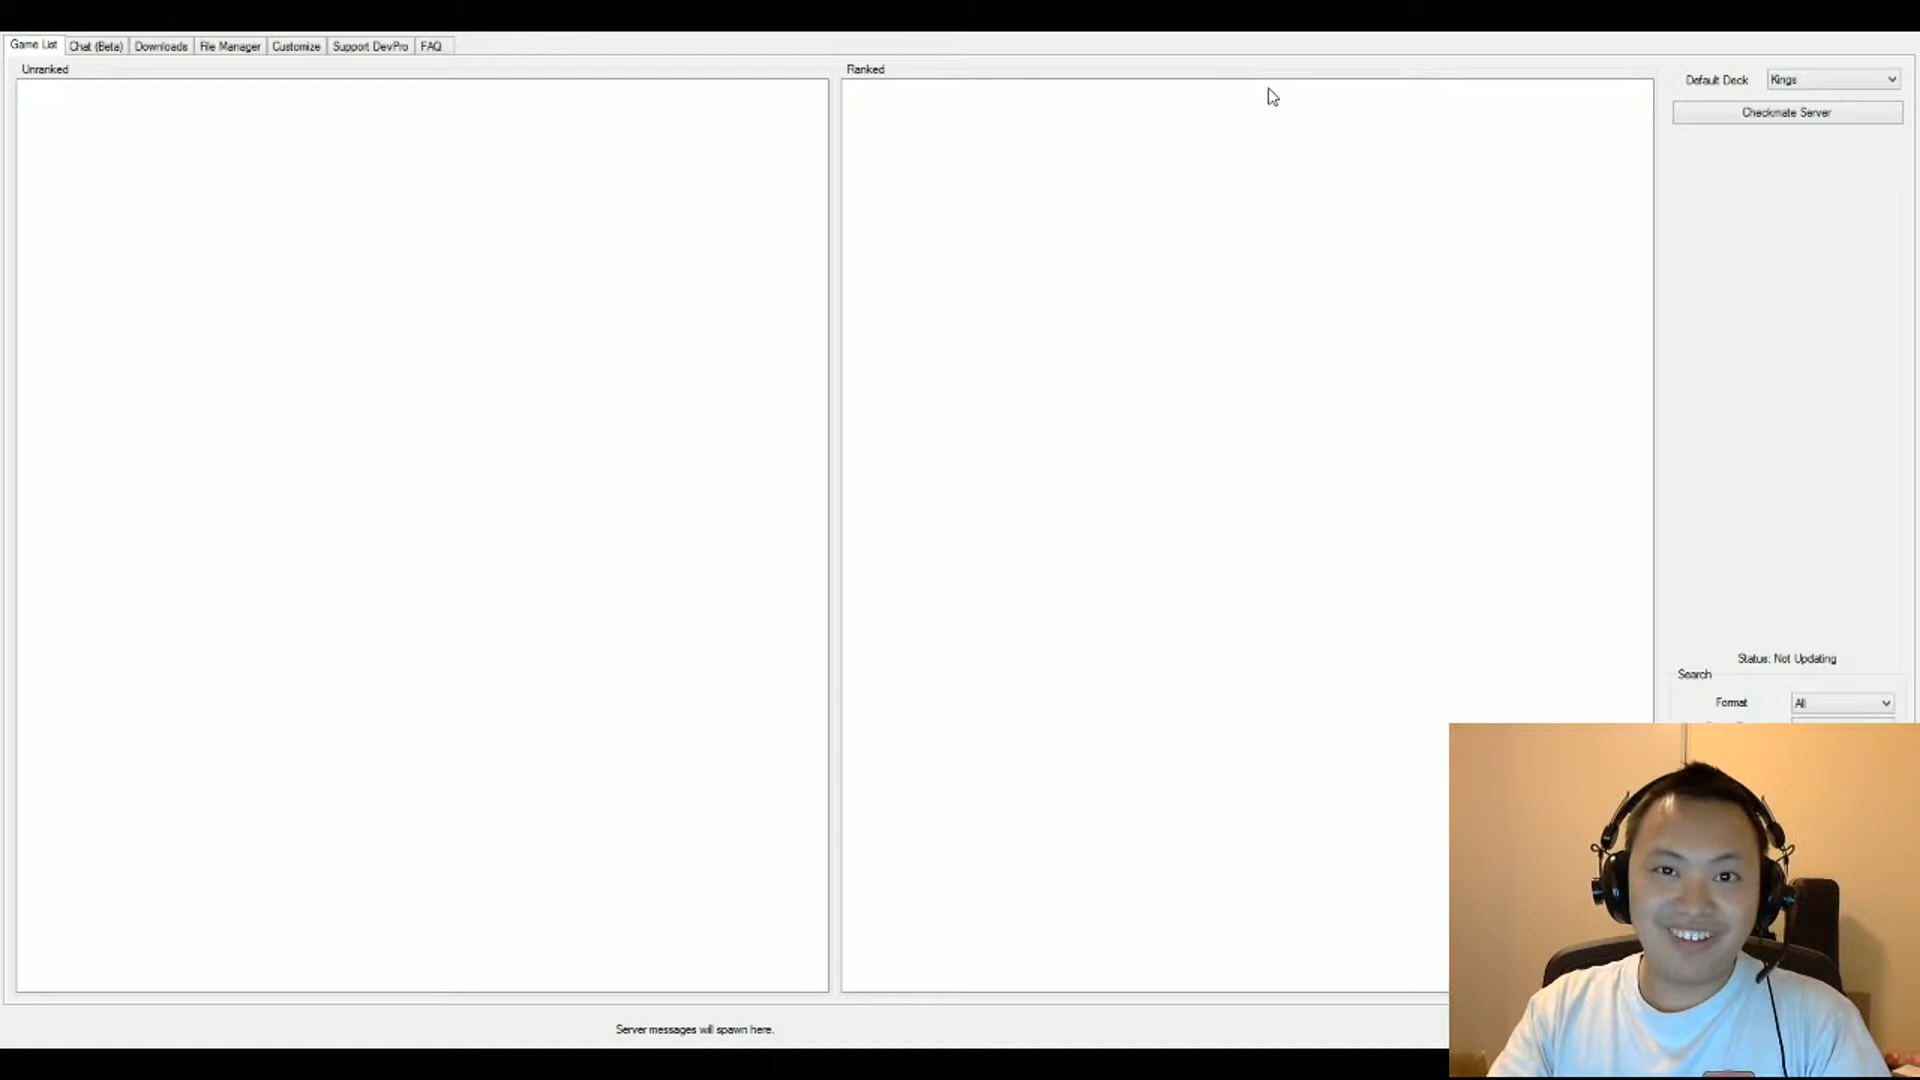 Game List Chat (Beta) Downloads File Manager Customize Support DevPro FAQ
Unranked
Ranked
Default Deck Kings
Checkmate Server
Status: Not Updating
Search
Format All
Server messages will spawn here.